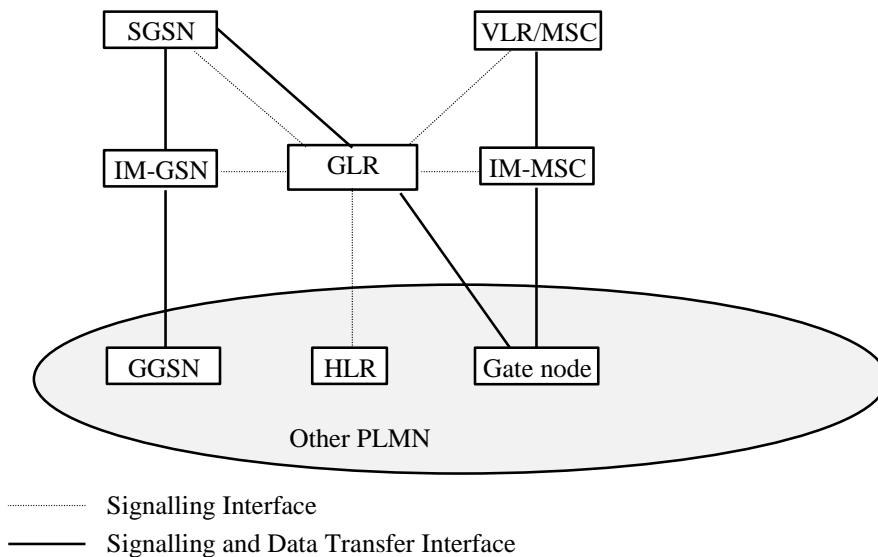 SGSN
VLR/MSC
IM-GSN
GLR
IM-MSC
GGSN
HLR
Gate node
Other PLMN
Signalling Interface
Signalling and Data Transfer Interface